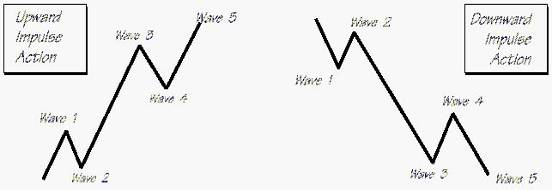 Upward
Impulse
Action
Wave 1
Wave 2
Wave 3
Wave 4
Wave 5
Downward
Impulse
Action
Wave 1
Wave 2
Wave 3
Wave 4
Wave 5